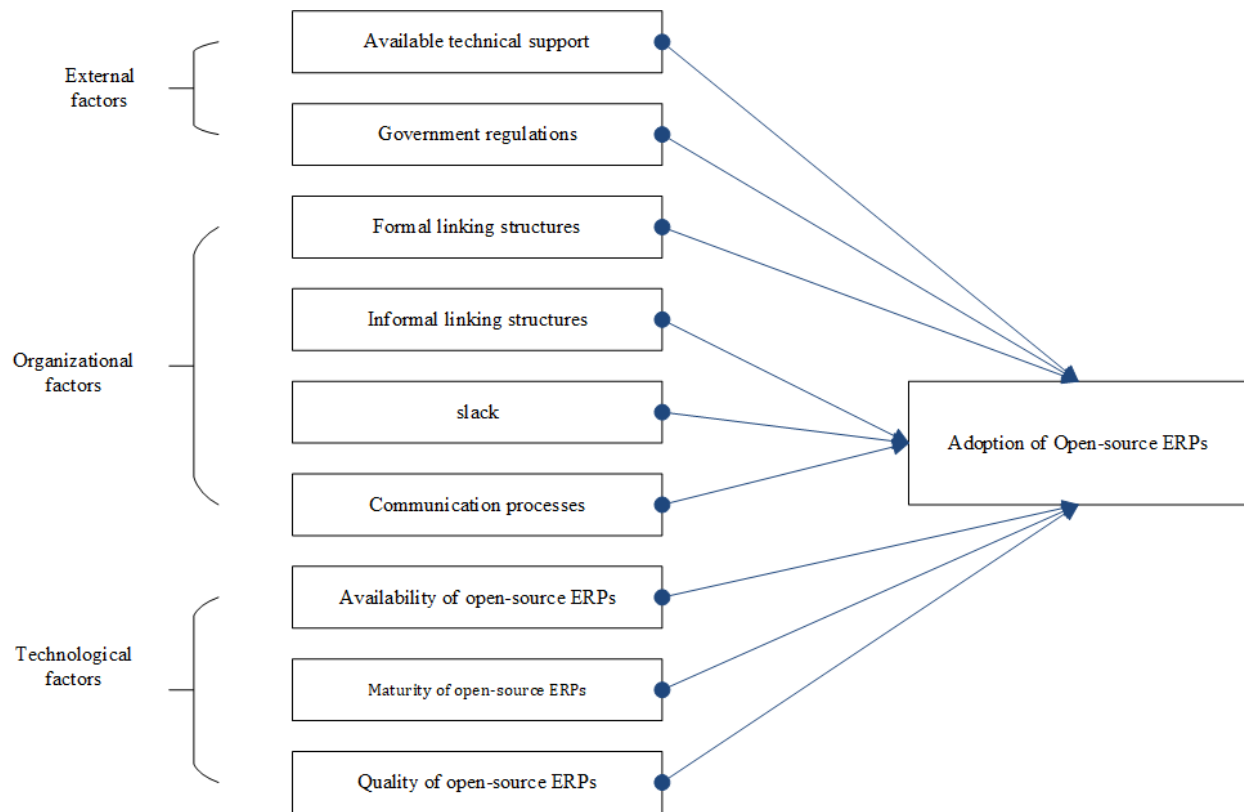 Available technical support
External
factors
Government regulations
Formal linking structures
Informal linking structures
Organizational
factors
slack
Adoption of Open-source ERPs
Communication processes
Availability of open-source ERPs
Technological
factors
Maturity of open-source ERPs
Quality of open-source ERPs